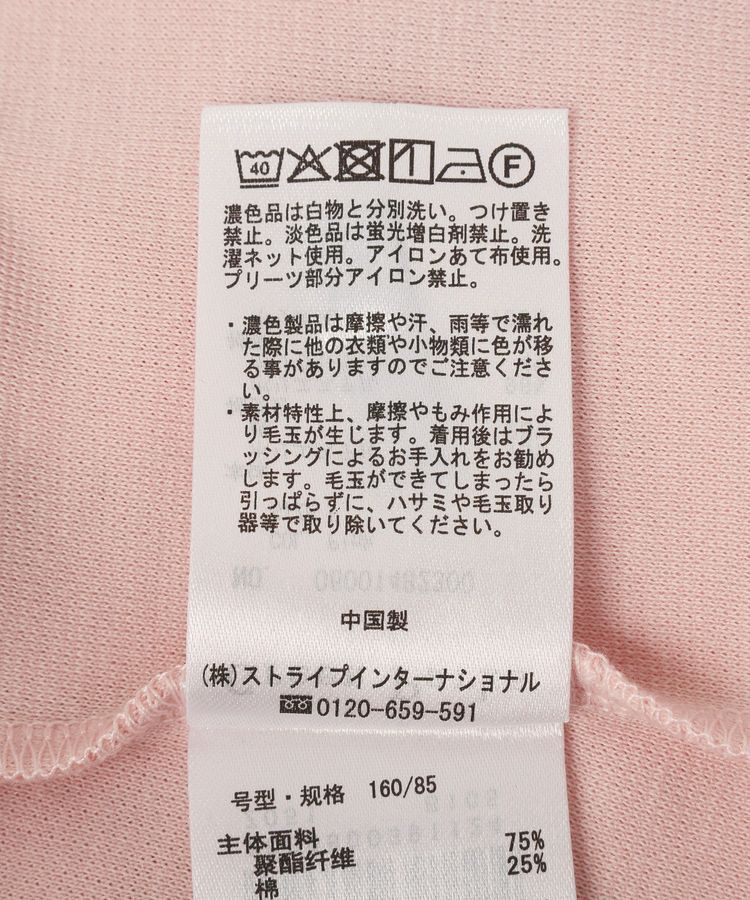 40 F
濃色品は白物と分別洗い。つけ置き
禁止。淡色品は蛍光増白剤禁止。洗
濯ネット使用。アイロンあて布使用。
プリーツ部分アイロン禁止。
・濃色製品は摩擦や汗、雨等で濡れ
た際に他の衣類や小物類に色が移
る事がありますのでご注意くださ
い。
・素材特性上、摩擦やもみ作用によ
り毛玉が生じます。着用後はブラ
ッシングによるお手入れをお勧め
します。毛玉ができてしまったら
引っぱらずに、ハサミや毛玉取り
器等で取り除いてください。
中国製
(株)ストライプインターナショナル
0120-659-591
号型・规格 160/85
主体面料
聚酯纤维 75%
棉 25%